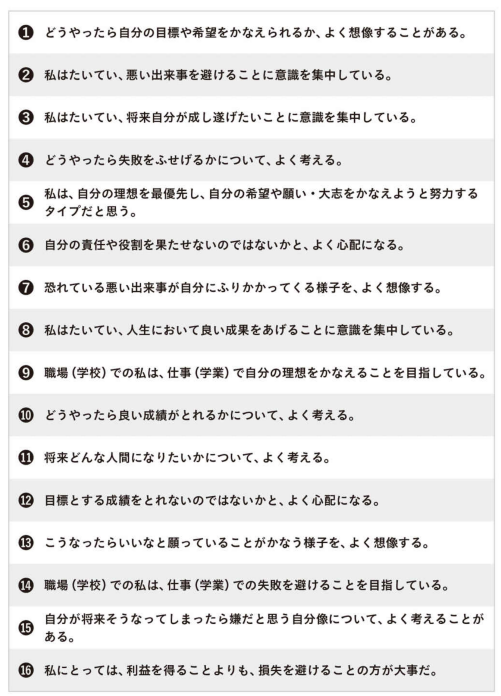 ❶ どうやったら自分の目標や希望をかなえられるか、よく想像することがある。
❷ 私はたいてい、悪い出来事を避けることに意識を集中している。
❸ 私はたいてい、将来自分が成し遂げたいことに意識を集中している。
❹ どうやったら失敗をふせげるかについて、よく考える。
❺ 私は、自分の理想を最優先し、自分の希望や願い・大志をかなえようと努力する
タイプだと思う。
❻ 自分の責任や役割を果たせないのではないかと、よく心配になる。
❼ 恐れている悪い出来事が自分にふりかかってくる様子を、よく想像する。
❽ 私はたいてい、人生において良い成果をあげることに意識を集中している。
❾ 職場（学校）での私は、仕事（学業）で自分の理想をかなえることを目指している。
❿ どうやったら良い成績がとれるかについて、よく考える。
⓫ 将来どんな人間になりたいかについて、よく考える。
⓬ 目標とする成績をとれないのではないかと、よく心配になる。
⓭ こうなったらいいなと願っていることがかなう様子を、よく想像する。
⓮ 職場（学校）での私は、仕事（学業）での失敗を避けることを目指している。
⓯ 自分が将来そうなってしまったら嫌だと思う自分像について、よく考えることが
ある。
⓰ 私にとっては、利益を得ることよりも、損失を避けることの方が大事だ。